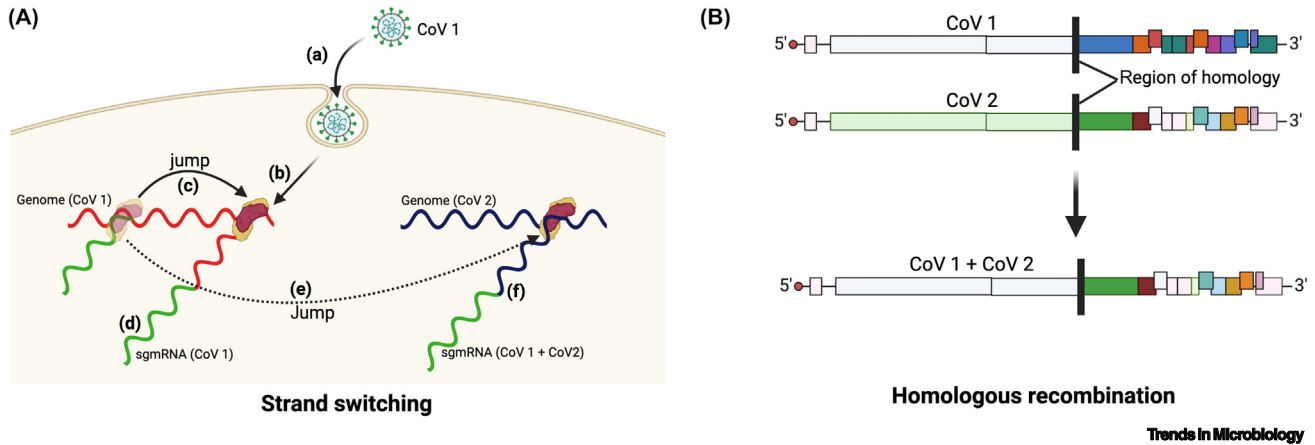 (A)
CoV 1
(a)
jump
(c)
(b)
Genome (CoV 1)
Genome (CoV 2)
(e)
Jump
(f)
(d)
sgmRNA (CoV 1)
sgmRNA (CoV 1 + CoV2)
Strand switching
(B)
CoV 1
5' 3'
Region of homology
CoV 2
5' 3'
CoV 1 + CoV 2
5' 3'
Homologous recombination
Trends in Microbiology